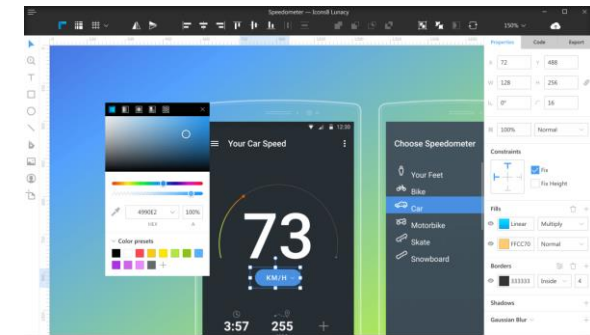 Speedometer — Icons8 Lunacy
150%
Properties Code Export
X 72 Y 488
W 128 H 256
0° 16
100% Normal
Constraints
Fix
Fix Height
Fills
Linear Multiply
FFCC70 Normal
Borders
333333 Inside 4
Shadows
Gaussian Blur
4990E2 100%
HEX A
Color presets
12:30
Your Car Speed
73
KM/H
3:57 255
Choose Speedometer
Your Feet
Bike
Car
Motorbike
Skate
Snowboard